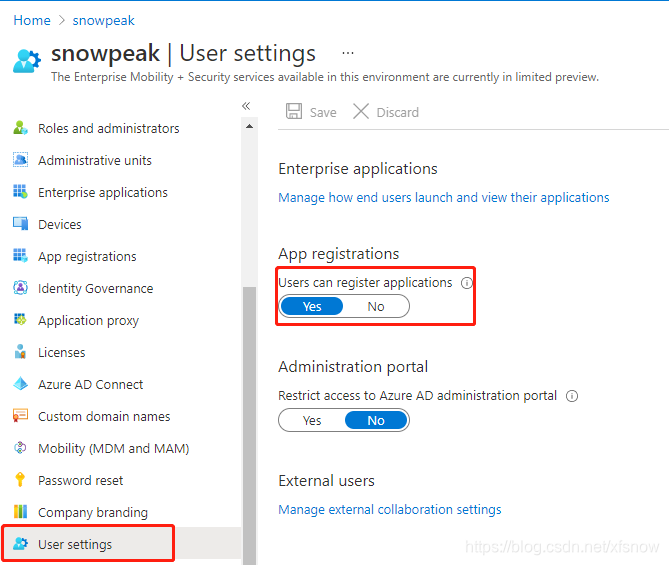 Home > snowpeak
snowpeak | User settings ...
The Enterprise Mobility + Security services available in this environment are currently in limited preview.
«
Roles and administrators
Administrative units
Enterprise applications
Devices
App registrations
Identity Governance
Application proxy
Licenses
Azure AD Connect
Custom domain names
Mobility (MDM and MAM)
Password reset
Company branding
User settings
Save Discard
Enterprise applications
Manage how end users launch and view their applications
App registrations
Users can register applications
Yes No
Administration portal
Restrict access to Azure AD administration portal
Yes No
External users
Manage external collaboration settings
https://blog.csdn.net/xfsnow